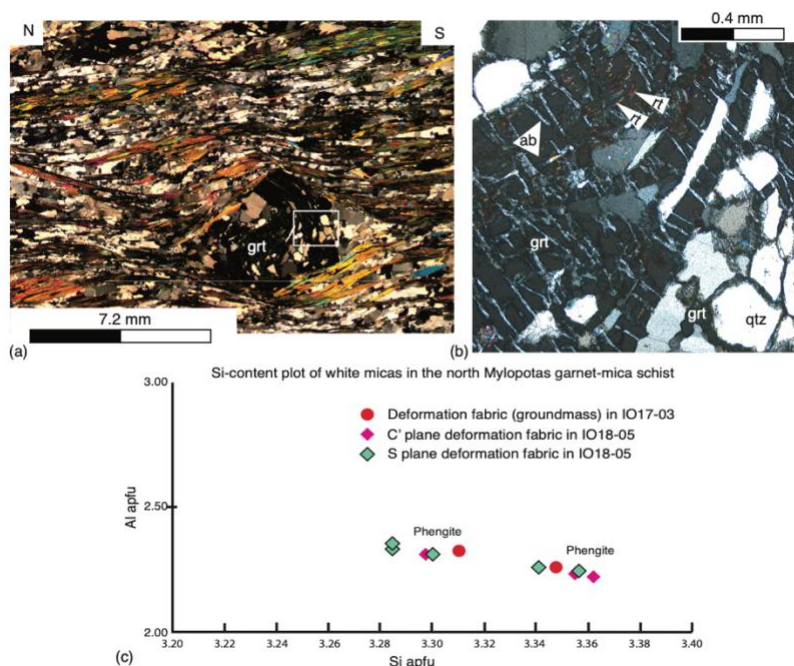 N
S
grt
7.2 mm
(a)
0.4 mm
rt
rt
ab
grt
grt
qtz
(b)
Si-content plot of white micas in the north Mylopotas garnet-mica schist
Deformation fabric (groundmass) in IO17-03
C' plane deformation fabric in IO18-05
S plane deformation fabric in IO18-05
3.00
2.50
2.00
Al apfu
Phengite
Phengite
3.20 3.22 3.24 3.26 3.28 3.30 3.32 3.34 3.36 3.38 3.40
Si apfu
(c)